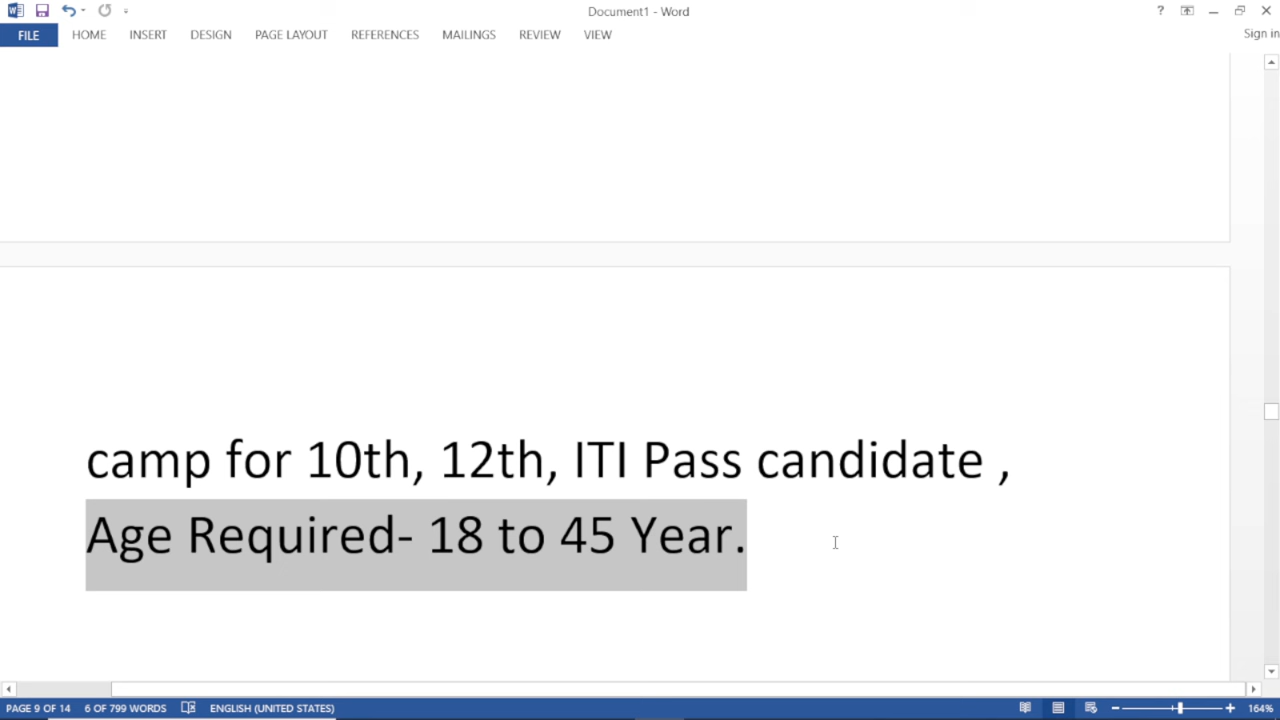 Document1 - Word
?
Sign in
FILE HOME INSERT DESIGN PAGE LAYOUT REFERENCES MAILINGS REVIEW VIEW
camp for 10th, 12th, ITI Pass candidate ,
Age Required- 18 to 45 Year.
PAGE 9 OF 14 6 OF 799 WORDS ENGLISH (UNITED STATES) 164%